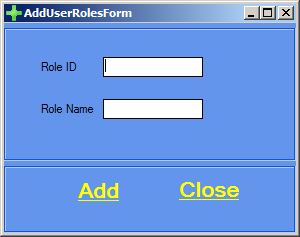 AddUserRolesForm
Role ID
Role Name
Add Close